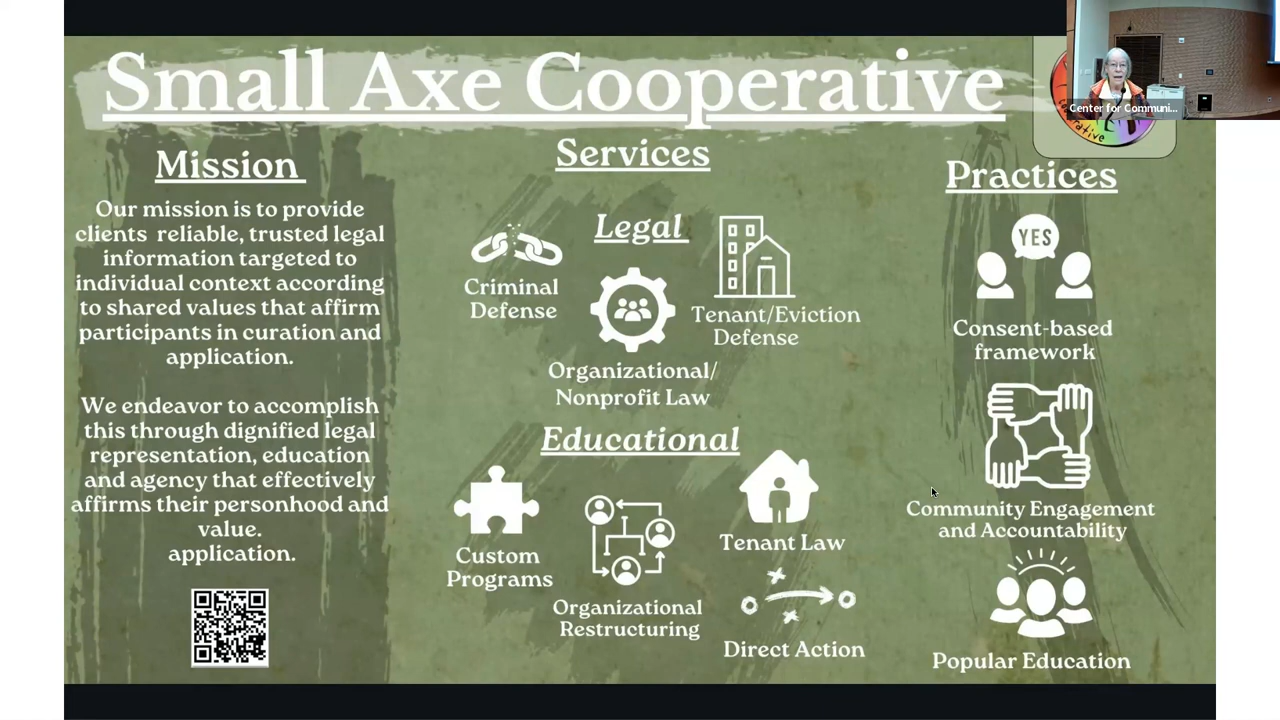 Small Axe Cooperative
Center for Communi...
erative
Mission
Our mission is to provide
clients reliable, trusted legal
information targeted to
individual context according
to shared values that affirm
participants in curation and
application.
We endeavor to accomplish
this through dignified legal
representation, education
and agency that effectively
affirms their personhood and
value.
application.
Services
Legal
Criminal
Defense
Organizational/
Nonprofit Law
Tenant/Eviction
Defense
Educational
Custom
Programs
Organizational
Restructuring
Tenant Law
Direct Action
Practices
YES
Consent-based
framework
Community Engagement
and Accountability
Popular Education